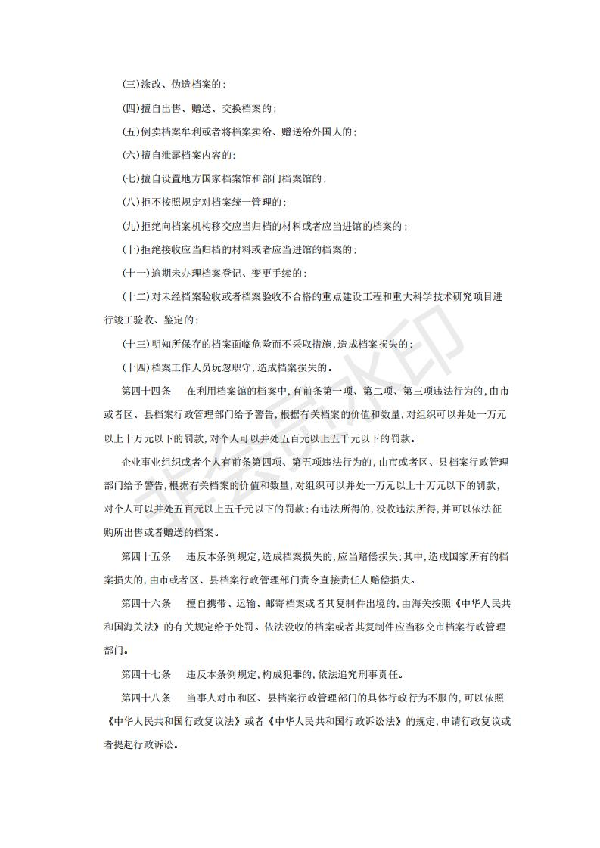 (三)涂改、伪造档案的;
(四)擅自出售、赠送、交换档案的;
(五)倒卖档案牟利或者将档案卖给、赠送给外国人的;
(六)擅自泄露档案内容的;
(七)擅自设置地方国家档案馆和部门档案馆的;
(八)拒不按照规定对档案统一管理的;
(九)拒绝向档案机构移交应当归档的材料或者应当进馆的档案的;
(十)拒绝接收应当归档的材料或者应当进馆的档案的;
(十一)逾期未办理档案登记、变更手续的;
(十二)对未经档案验收或者档案验收不合格的重点建设工程和重大科学技术研究项目进
行竣工验收、鉴定的;
(十三)明知所保存的档案面临危险而不采取措施,造成档案损失的;
(十四)档案工作人员玩忽职守,造成档案损失的。
第四十四条 在利用档案馆的档案中,有前条第一项、第二项、第三项违法行为的,由市
或者区、县档案行政管理部门给予警告,根据有关档案的价值和数量,对组织可以并处一万元
以上十万元以下的罚款,对个人可以并处五百元以上五千元以下的罚款。
企业事业组织或者个人有前条第四项、第五项违法行为的,由市或者区、县档案行政管理
部门给予警告,根据有关档案的价值和数量,对组织可以并处一万元以上十万元以下的罚款,
对个人可以并处五百元以上五千元以下的罚款;有违法所得的,没收违法所得,并可以依法征
购所出售或者赠送的档案。
第四十五条 违反本条例规定,造成档案损失的,应当赔偿损失;其中,造成国家所有的档
案损失的,由市或者区、县档案行政管理部门责令直接责任人赔偿损失。
第四十六条 擅自携带、运输、邮寄档案或者其复制件出境的,由海关按照《中华人民共
和国海关法》的有关规定给予处罚。依法没收的档案或者其复制件应当移交市档案行政管理
部门。
第四十七条 违反本条例规定,构成犯罪的,依法追究刑事责任。
第四十八条 当事人对市和区、县档案行政管理部门的具体行政行为不服的,可以依照
《中华人民共和国行政复议法》或者《中华人民共和国行政诉讼法》的规定,申请行政复议或
者提起行政诉讼。
非会员水印